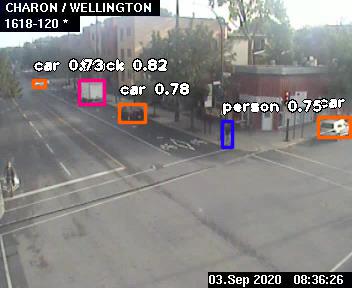 CHARON / WELLINGTON
1618-120 *
car 0.73
ck 0.82
car 0.78
person 0.75
car
03.Sep 2020 08:36:26